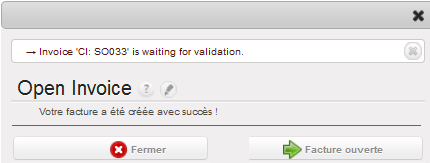 → Invoice 'CI: SO033' is waiting for validation.
Open Invoice ?
Votre facture a été créée avec succès !
Fermer
Facture ouverte